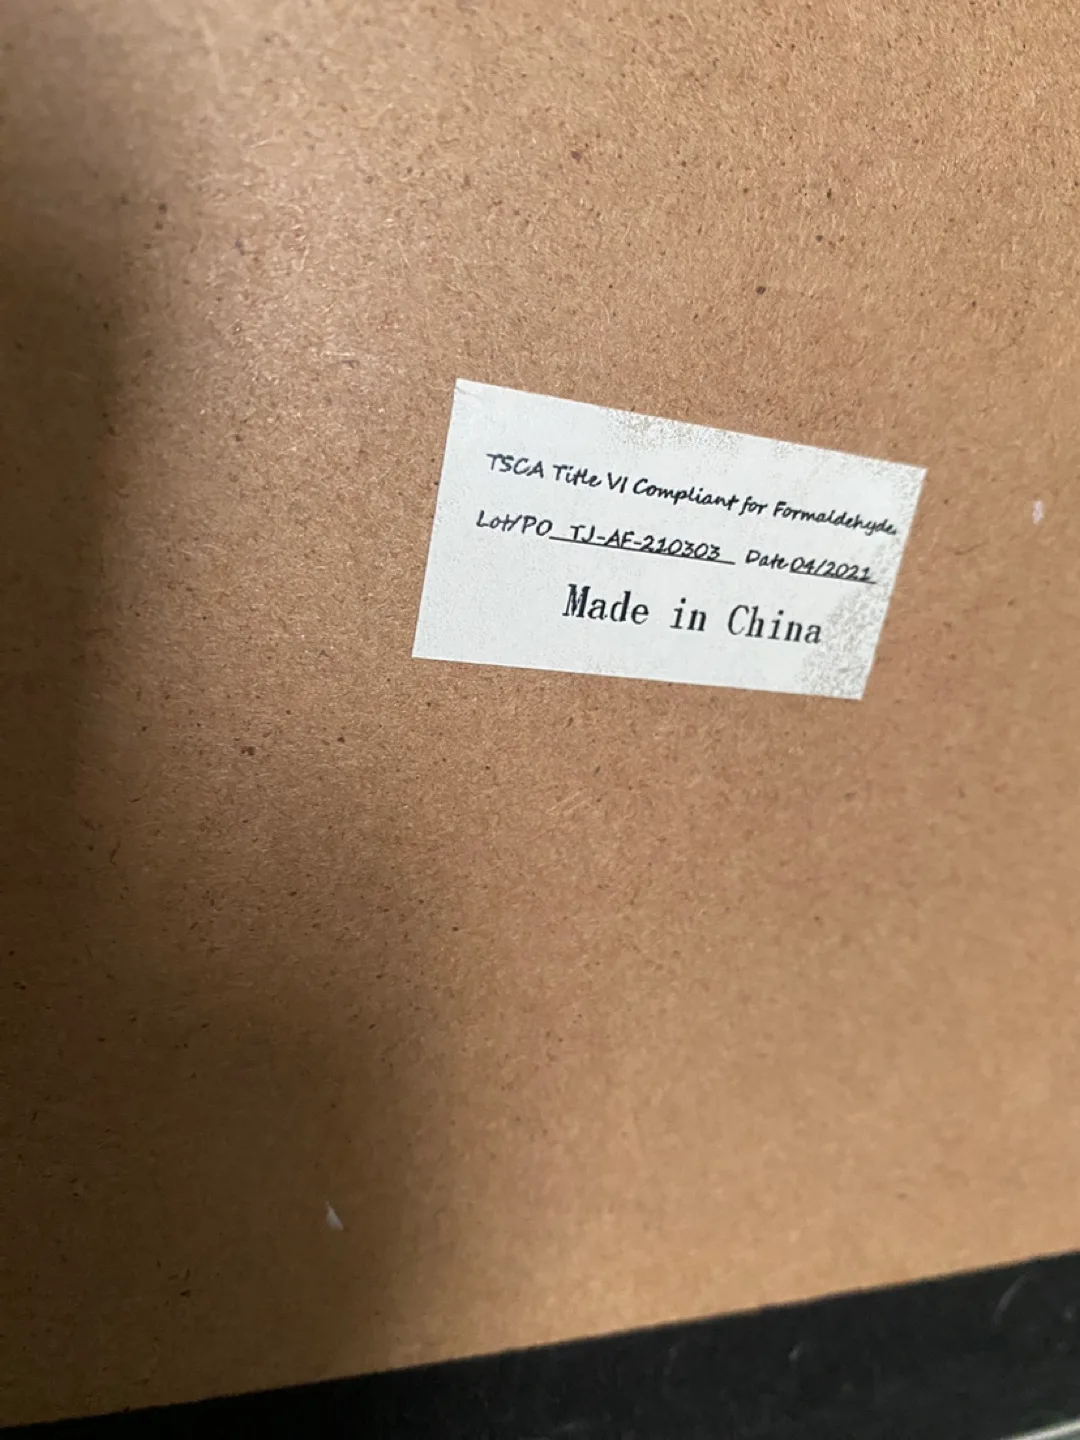 TSCA Title VI Compliant for Formaldehyde.
Lot/PO TJ-AF-210303 Date 04/2021
Made in China